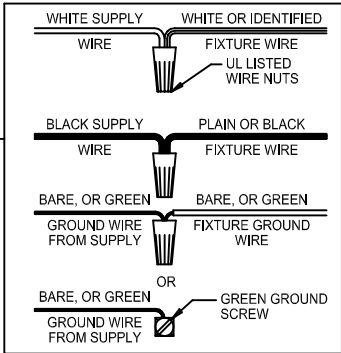 WHITE SUPPLY WHITE OR IDENTIFIED
WIRE FIXTURE WIRE
UL LISTED
WIRE NUTS
BLACK SUPPLY PLAIN OR BLACK
WIRE FIXTURE WIRE
BARE, OR GREEN BARE, OR GREEN
GROUND WIRE FIXTURE GROUND
FROM SUPPLY WIRE
OR
BARE, OR GREEN GREEN GROUND
GROUND WIRE SCREW
FROM SUPPLY